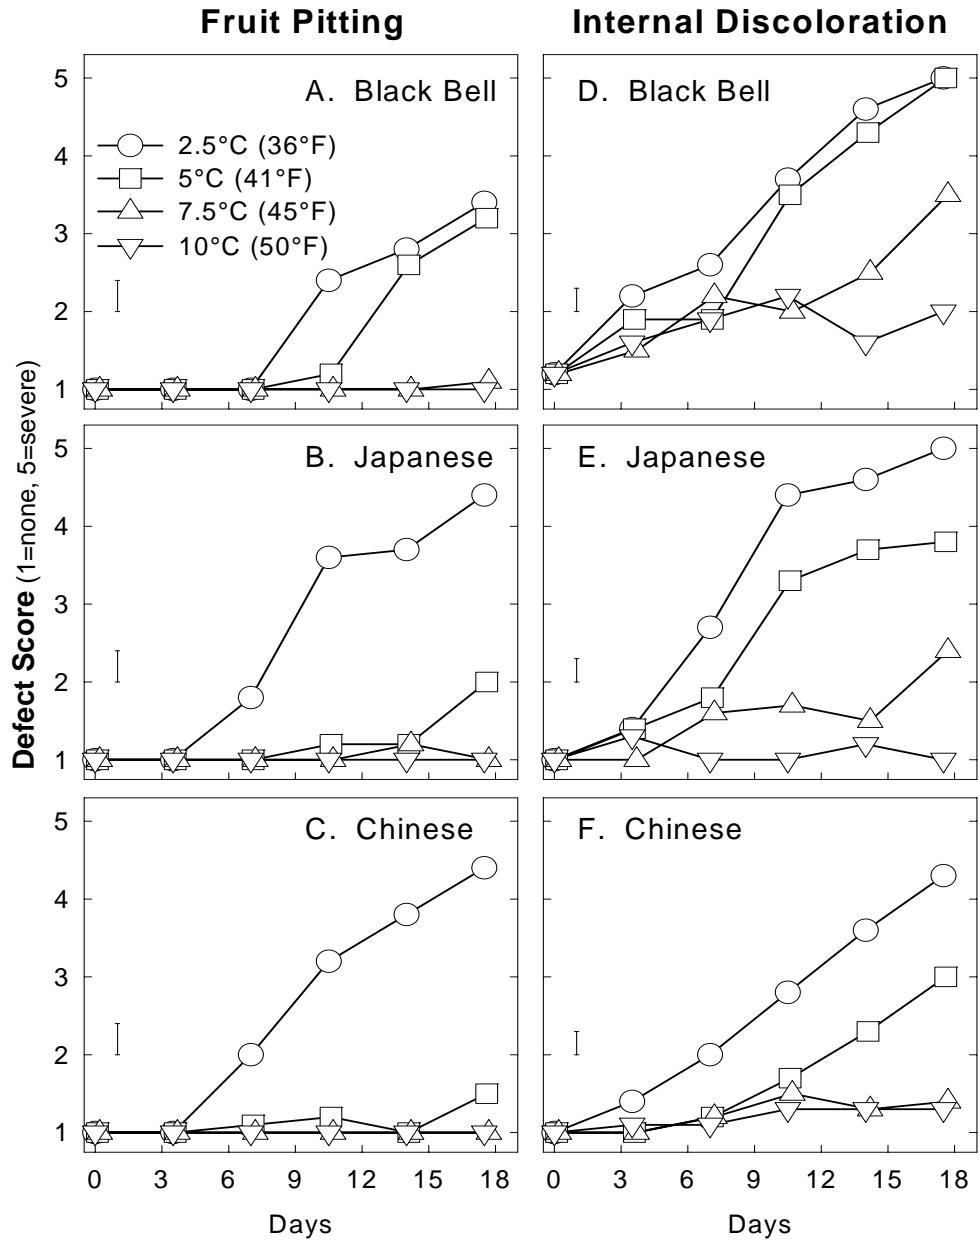 Fruit Pitting
Internal Discoloration
A. Black Bell
D. Black Bell
2.5°C (36°F)
5°C (41°F)
7.5°C (45°F)
10°C (50°F)
5
4
3
2
1
B. Japanese
E. Japanese
5
4
3
2
1
Defect Score (1=none, 5=severe)
C. Chinese
F. Chinese
5
4
3
2
1
0 3 6 9 12 15 18
0 3 6 9 12 15 18
Days
Days